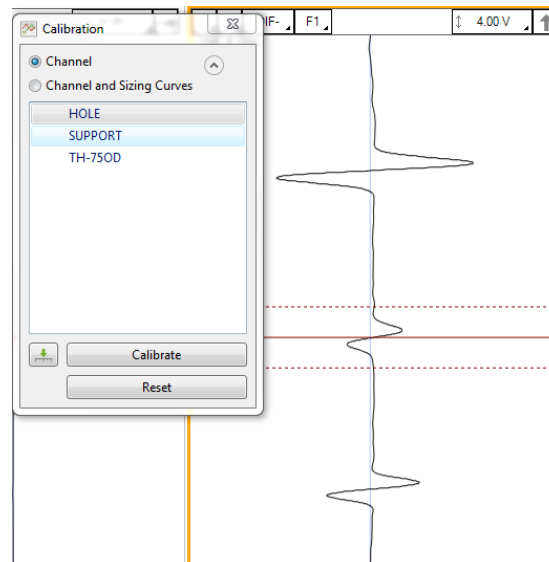 Calibration
Channel
Channel and Sizing Curves
HOLE
SUPPORT
TH-75OD
Calibrate
Reset
F1
4.00 V